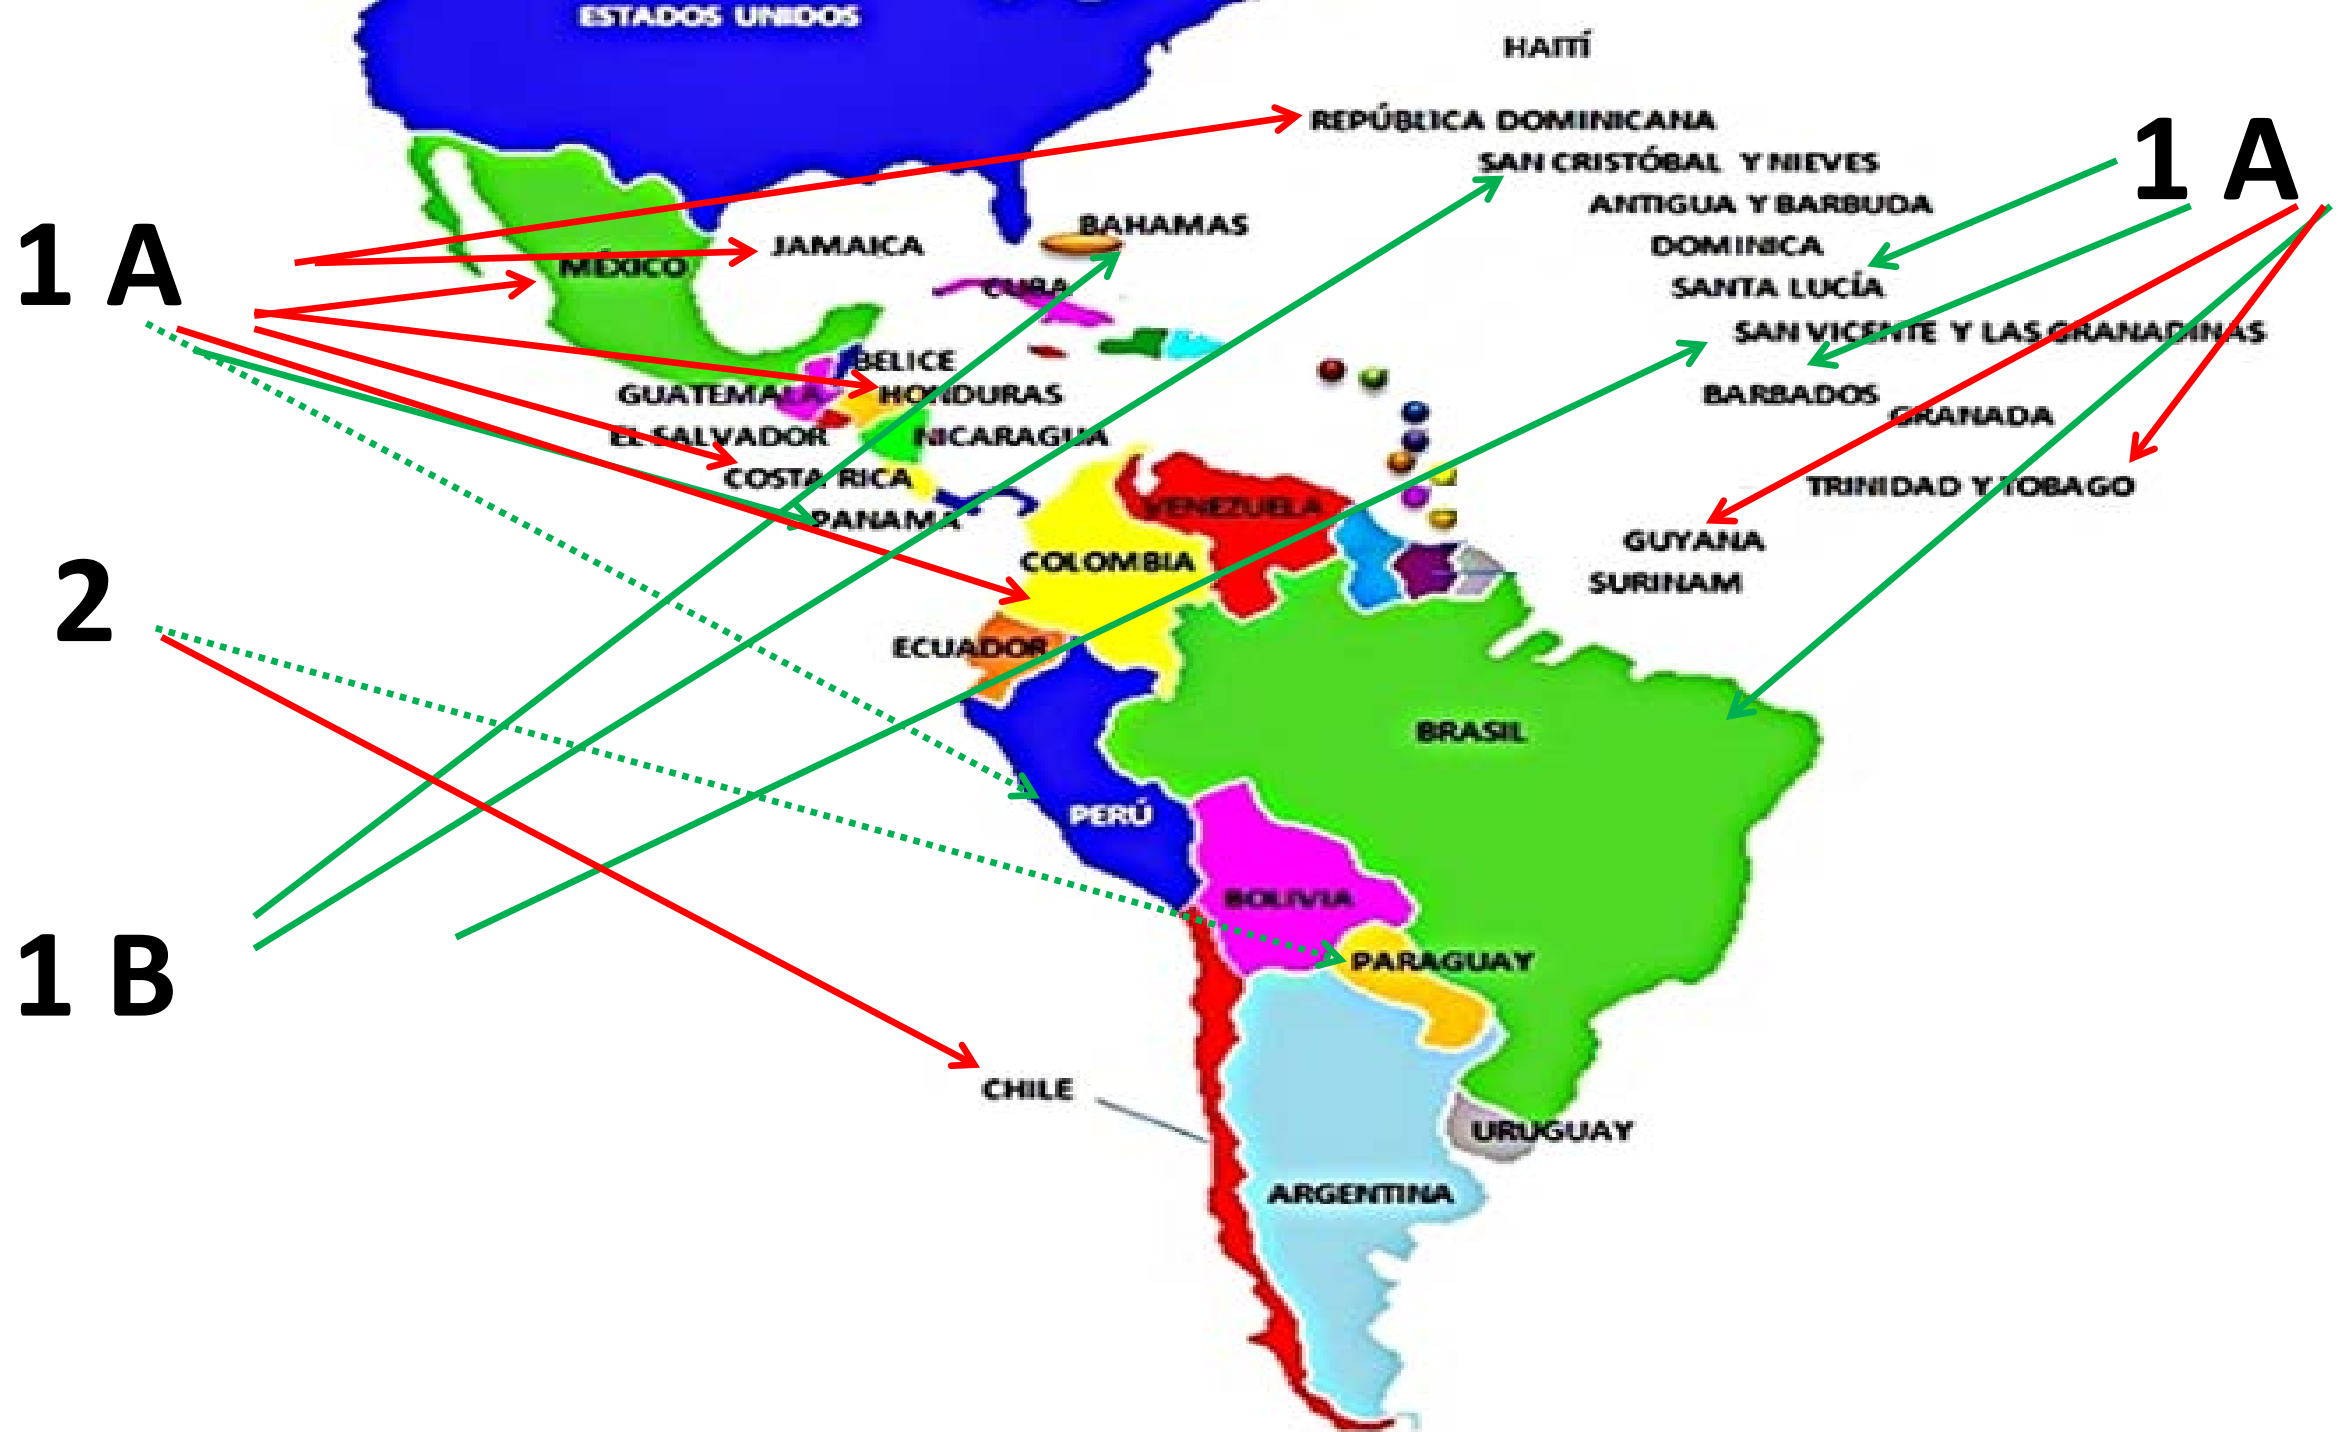 ESTADOS UNIDOS
HAITÍ
REPÚBLICA DOMINICANA
SAN CRISTÓBAL Y NIEVES
1 A
ANTIGUA Y BARBUDA
BAHAMAS
DOMINICA
JAMAICA
1 A
MÉXICO
CUBA
SANTA LUCÍA
SAN VICENTE Y LAS GRANADINAS
BELICE
GUATEMALA
HONDURAS
BARBADOS
GRANADA
EL SALVADOR
NICARAGUA
COSTA RICA
TRINIDAD Y TOBAGO
VENEZUELA
PANAMA
GUYANA
COLOMBIA
SURINAM
2
ECUADOR
BRASIL
PERÚ
BOLIVIA
PARAGUAY
1 B
CHILE
URUGUAY
ARGENTINA